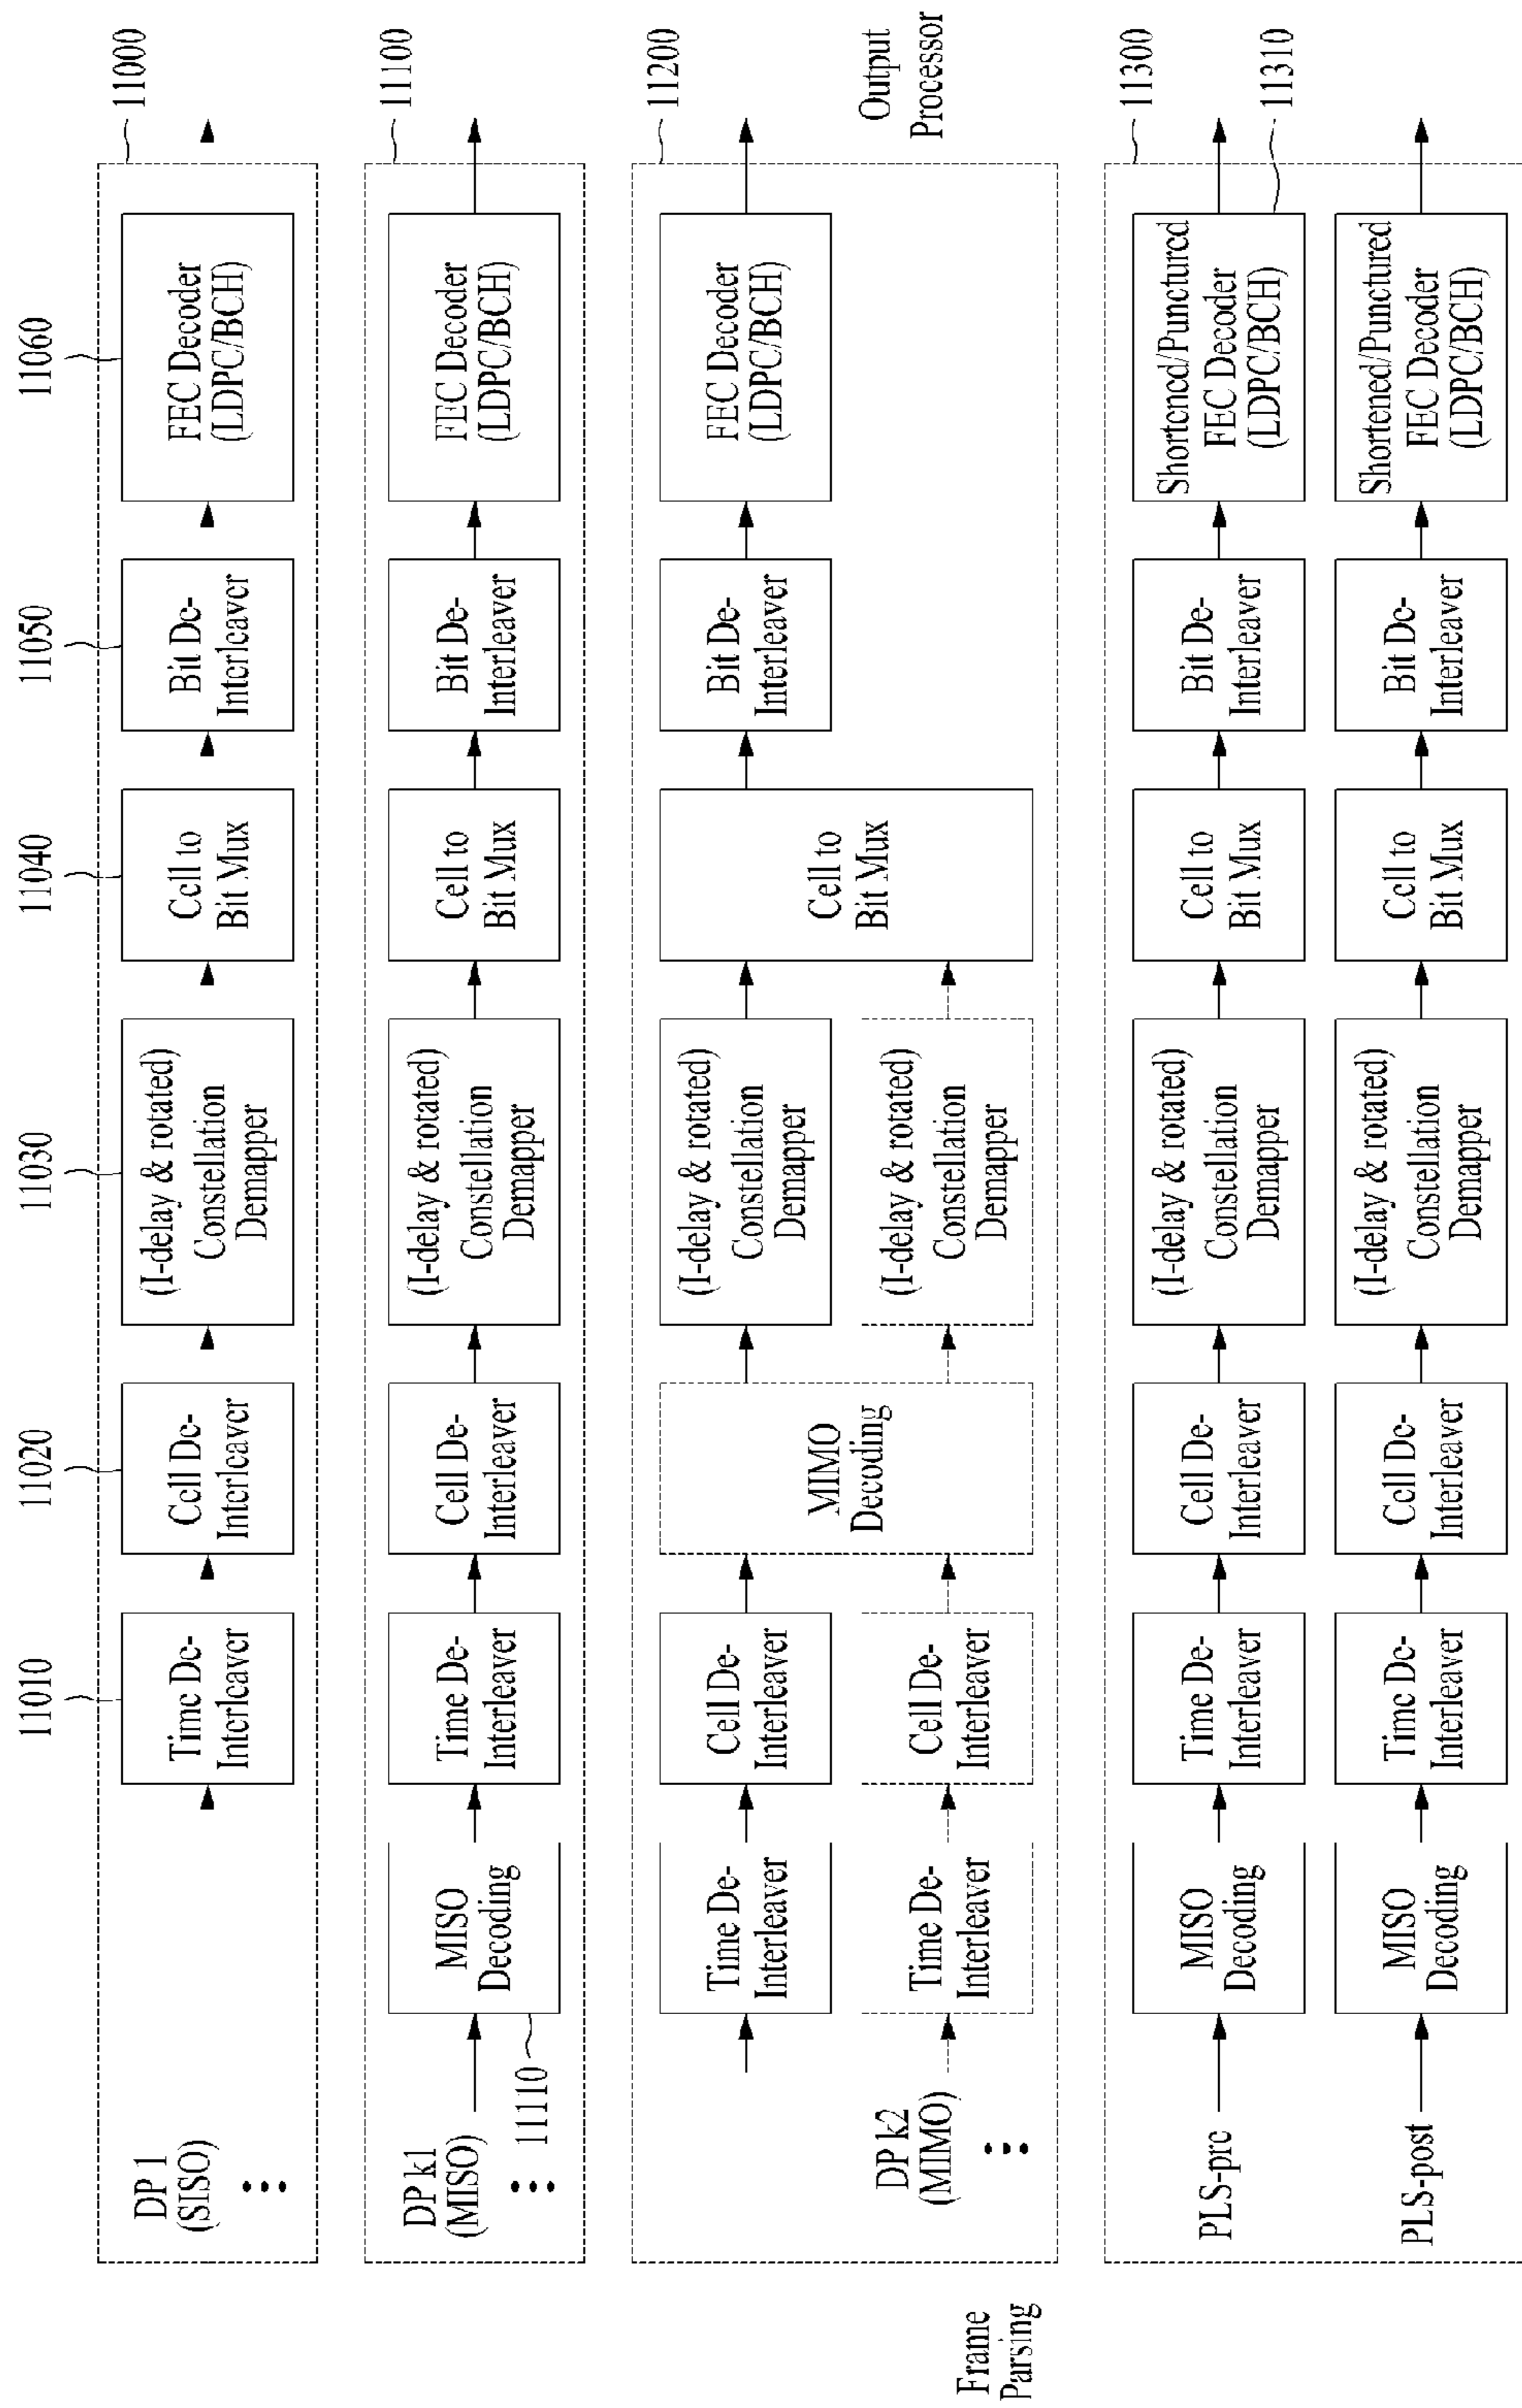 11010
11020
11030
11040
11050
11060
11000
DP 1
(SISO)
Time De-
Interleaver
Cell De-
Interleaver
(I-delay & rotated)
Constellation
Demapper
Cell to
Bit Mux
Bit De-
Interleaver
FEC Decoder
(LDPC/BCH)
11100
DP k1
(MISO)
11110
MISO
Decoding
Time De-
Interleaver
Cell De-
Interleaver
(I-delay & rotated)
Constellation
Demapper
Cell to
Bit Mux
Bit De-
Interleaver
FEC Decoder
(LDPC/BCH)
11200
Time De-
Interleaver
Cell De-
Interleaver
MIMO
Decoding
(I-delay & rotated)
Constellation
Demapper
Cell to
Bit Mux
Bit De-
Interleaver
FEC Decoder
(LDPC/BCH)
Frame
Parsing
DP k2
(MIMO)
Time De-
Interleaver
Cell De-
Interleaver
(I-delay & rotated)
Constellation
Demapper
Output
Processor
11300
PLS-pre
MISO
Decoding
Time De-
Interleaver
Cell De-
Interleaver
(I-delay & rotated)
Constellation
Demapper
Cell to
Bit Mux
Bit De-
Interleaver
Shortened/Punctured
FEC Decoder
(LDPC/BCH)
11310
PLS-post
MISO
Decoding
Time De-
Interleaver
Cell De-
Interleaver
(I-delay & rotated)
Constellation
Demapper
Cell to
Bit Mux
Bit De-
Interleaver
Shortened/Punctured
FEC Decoder
(LDPC/BCH)